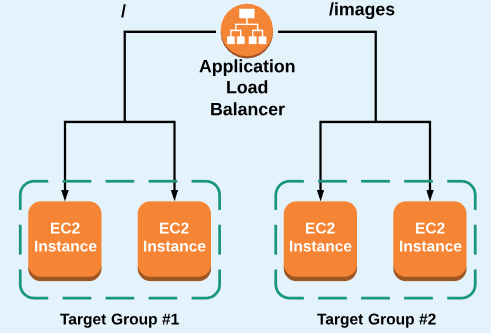 /
/images
Application
Load
Balancer
EC2
Instance
EC2
Instance
EC2
Instance
EC2
Instance
Target Group #1
Target Group #2